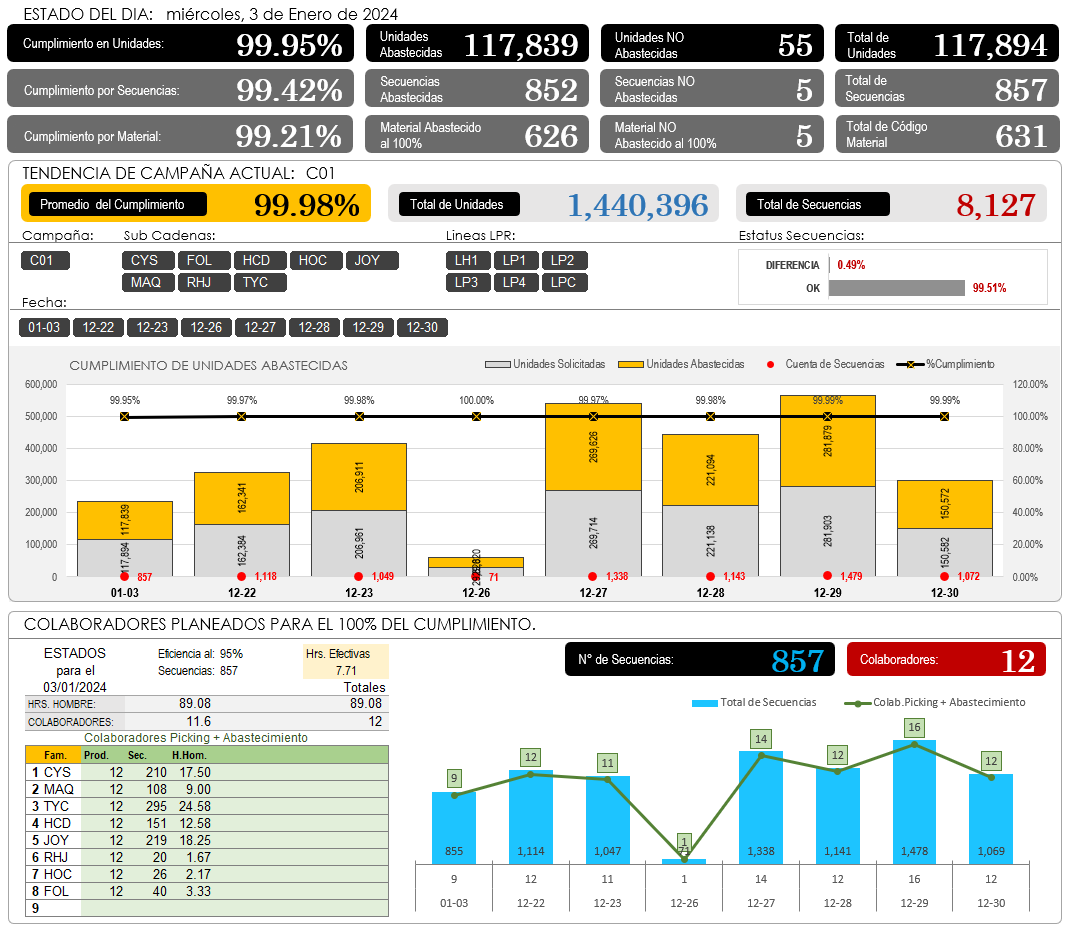 ESTADO DEL DIA: miércoles, 3 de Enero de 2024
Cumplimiento en Unidades: 99.95%
Unidades Abastecidas 117,839
Unidades NO Abastecidas 55
Total de Unidades 117,894
Cumplimiento por Secuencias: 99.42%
Secuencias Abastecidas 852
Secuencias NO Abastecidas 5
Total de Secuencias 857
Cumplimiento por Material: 99.21%
Material Abastecido al 100% 626
Material NO Abastecido al 100% 5
Total de Código Material 631
TENDENCIA DE CAMPAÑA ACTUAL: C01
Promedio del Cumplimiento 99.98%
Total de Unidades 1,440,396
Total de Secuencias 8,127
Campaña: Sub Cadenas: Lineas LPR: Estatus Secuencias:
C01 CYS FOL HCD HOC JOY LH1 LP1 LP2
MAQ RHJ TYC LP3 LP4 LPC
DIFERENCIA 0.49%
OK 99.51%
Fecha:
01-03 12-22 12-23 12-26 12-27 12-28 12-29 12-30
CUMPLIMIENTO DE UNIDADES ABASTECIDAS
Unidades Solicitadas Unidades Abastecidas Cuenta de Secuencias %Cumplimiento
600,000 120.00%
99.95% 99.97% 99.98% 100.00% 99.97% 99.98% 99.99% 99.99%
500,000 100.00%
400,000 80.00%
300,000 60.00%
200,000 40.00%
100,000 20.00%
0 0.00%
117,839 162,341 206,911 269,626 221,094 281,879 150,572
117,894 162,384 206,961 269,714 221,138 281,903 150,582
857 1,118 1,049 71 1,338 1,143 1,479 1,072
01-03 12-22 12-23 12-26 12-27 12-28 12-29 12-30
COLABORADORES PLANEADOS PARA EL 100% DEL CUMPLIMIENTO.
ESTADOS para el 03/01/2024
Eficiencia al: 95%
Secuencias: 857
Hrs. Efectivas
7.71
Totales
HRS. HOMBRE: 89.08 89.08
COLABORADORES: 11.6 12
Colaboradores Picking + Abastecimiento
Fam. Prod. Sec. H.Hom.
1 CYS 12 210 17.50
2 MAQ 12 108 9.00
3 TYC 12 295 24.58
4 HCD 12 151 12.58
5 JOY 12 219 18.25
6 RHJ 12 20 1.67
7 HOC 12 26 2.17
8 FOL 12 40 3.33
9
N° de Secuencias: 857
Colaboradores: 12
Total de Secuencias Colab.Picking + Abastecimiento
9 12 11 1 14 12 16 12
855 1,114 1,047 71 1,338 1,141 1,478 1,069
9 12 11 1 14 12 16 12
01-03 12-22 12-23 12-26 12-27 12-28 12-29 12-30